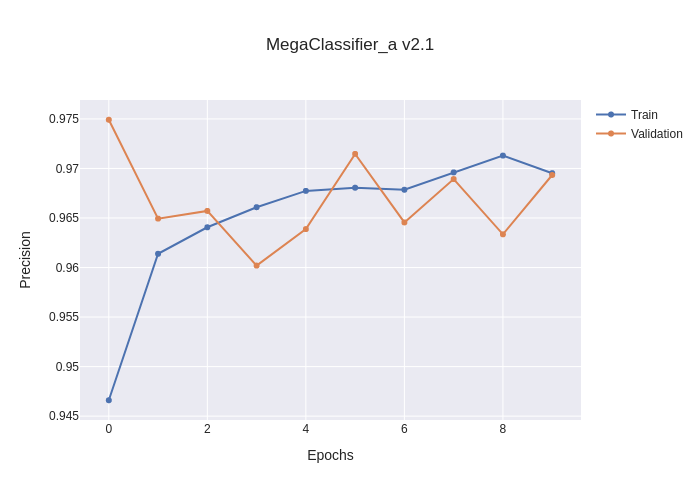 MegaClassifier_a v2.1
Train
Validation
Precision
0.975
0.97
0.965
0.96
0.955
0.95
0.945
0
2
4
6
8
Epochs